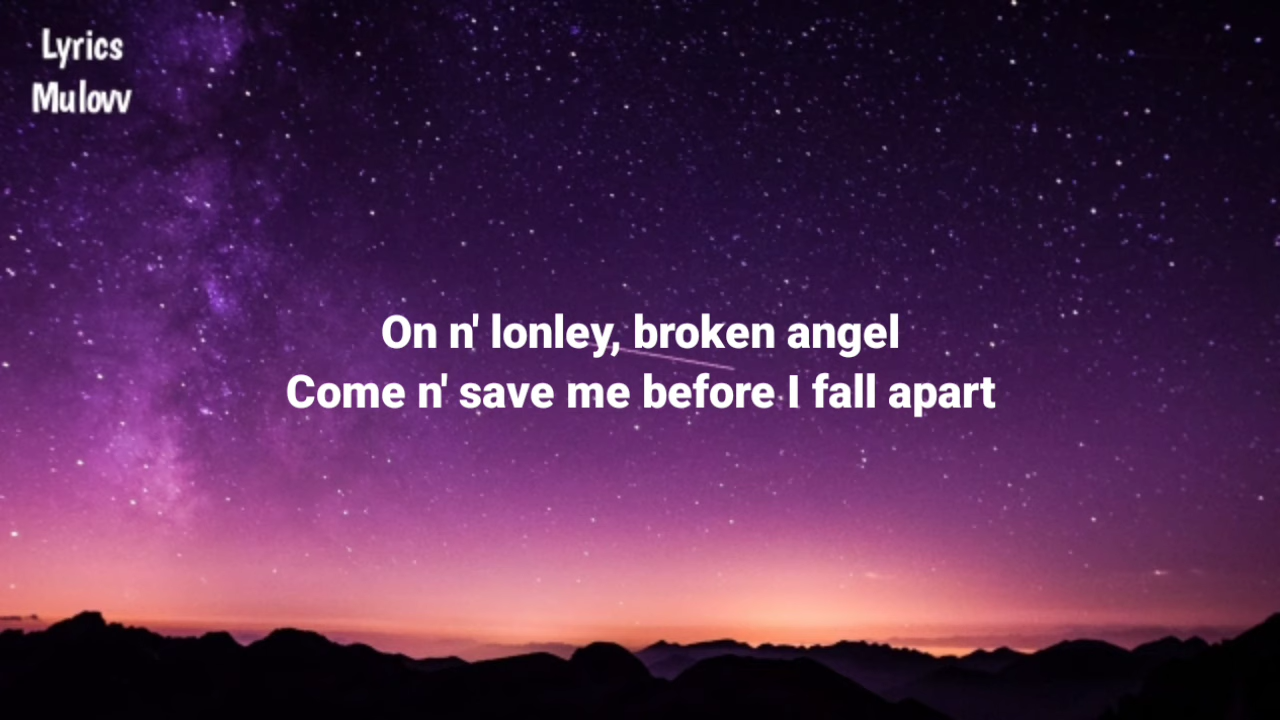 Lyrics
Mulovv
On n' lonley, broken angel
Come n' save me before I fall apart